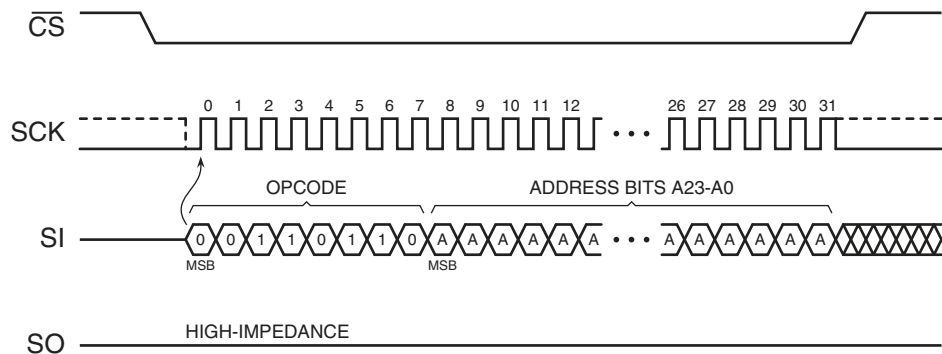 CS
0 1 2 3 4 5 6 7 8 9 10 11 12 26 27 28 29 30 31
SCK
OPCODE ADDRESS BITS A23-A0
SI 0 0 1 1 0 1 1 0 A A A A A A A A A A A A
MSB MSB
HIGH-IMPEDANCE
SO